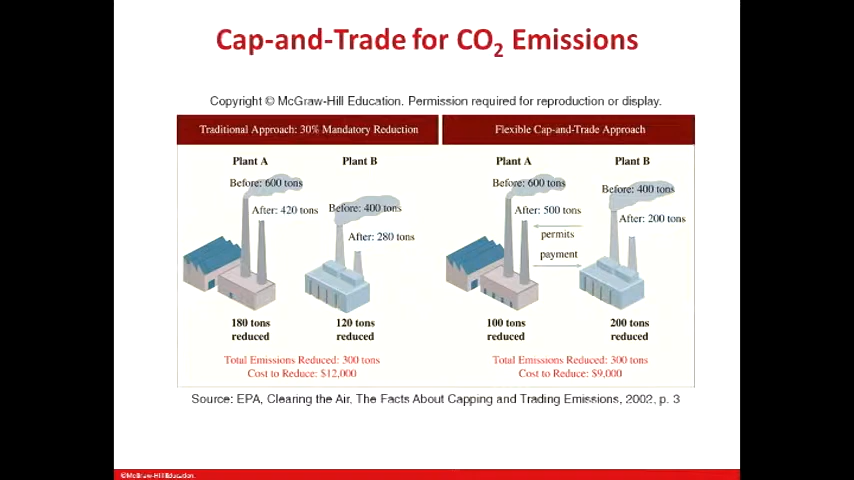 Cap-and-Trade for CO2 Emissions
Copyright © McGraw-Hill Education. Permission required for reproduction or display.
Traditional Approach: 30% Mandatory Reduction
Plant A
Plant B
Before: 600 tons
After: 420 tons
Before: 400 tons
After: 280 tons
180 tons
reduced
120 tons
reduced
Total Emissions Reduced: 300 tons
Cost to Reduce: $12,000
Flexible Cap-and-Trade Approach
Plant A
Plant B
Before: 600 tons
After: 500 tons
Before: 400 tons
After: 200 tons
permits
payment
100 tons
reduced
200 tons
reduced
Total Emissions Reduced: 300 tons
Cost to Reduce: $9,000
Source: EPA, Clearing the Air, The Facts About Capping and Trading Emissions, 2002, p. 3
©McGraw-Hill Education.